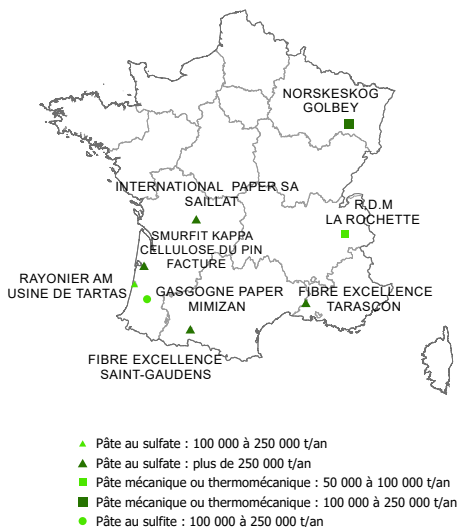 NORSKESKOG
GOLBEY
INTERNATIONAL PAPER SA
SAILLAT
R.D.M
LA ROCHETTE
SMURFIT KAPPA
CELLULOSE DU PIN
FACTURE
RAYONIER AM
USINE DE TARTAS
GASGOGNE PAPER
MIMIZAN
FIBRE EXCELLENCE
TARASCON
FIBRE EXCELLENCE
SAINT-GAUDENS
Pâte au sulfate : 100 000 à 250 000 t/an
Pâte au sulfate : plus de 250 000 t/an
Pâte mécanique ou thermomécanique : 50 000 à 100 000 t/an
Pâte mécanique ou thermomécanique : 100 000 à 250 000 t/an
Pâte au sulfite : 100 000 à 250 000 t/an